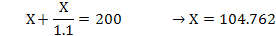 X + X/1.1 = 200 → X = 104.762